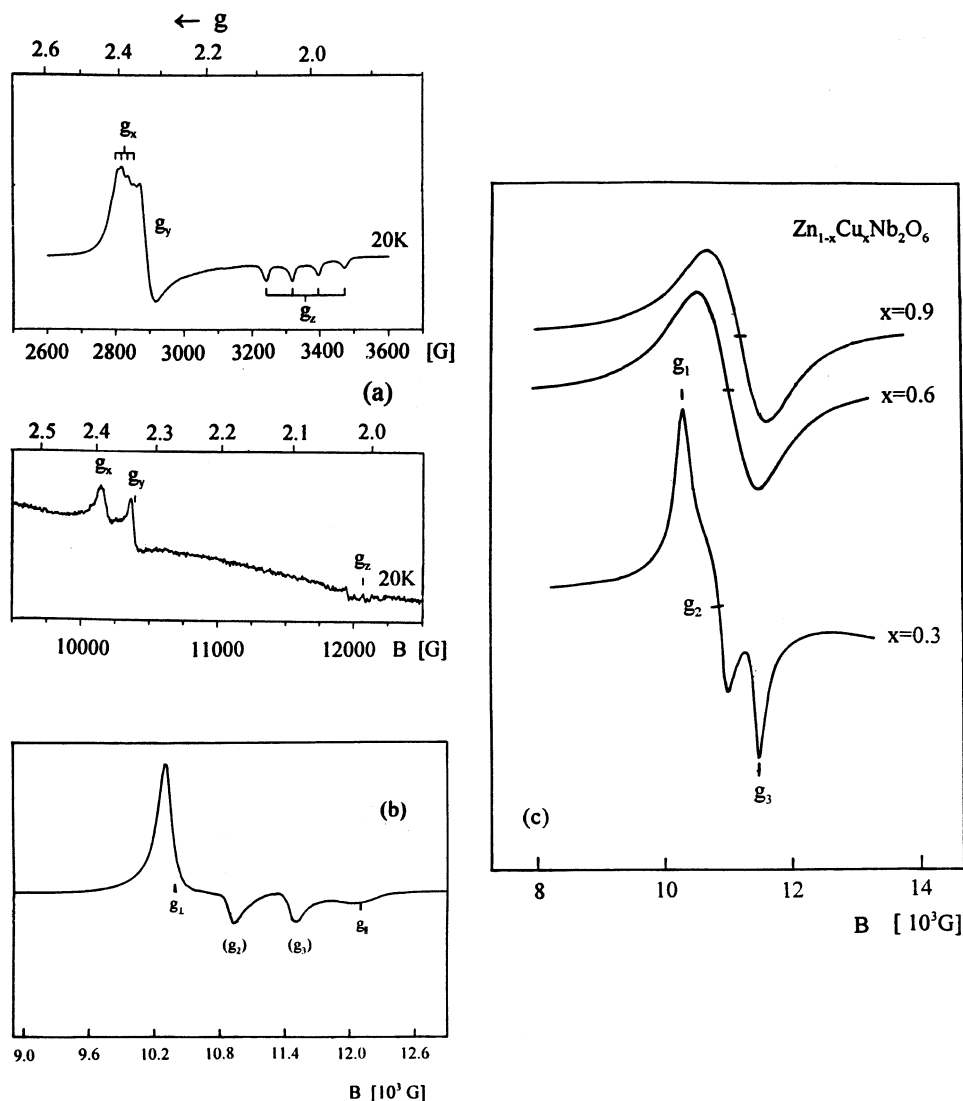 ← g
2.6 2.4 2.2 2.0
gx
gy
20K
gz
2600 2800 3000 3200 3400 3600 [G]
(a)
2.5 2.4 2.3 2.2 2.1 2.0
gx
gy
gz
20K
10000 11000 12000 B [G]
(b)
g⊥
(g2)
(g3)
g∥
9.0 9.6 10.2 10.8 11.4 12.0 12.6
B [10³ G]
Zn1-xCuxNb2O6
x=0.9
g1
x=0.6
g2
x=0.3
g3
(c)
8 10 12 14
B [ 10³G]